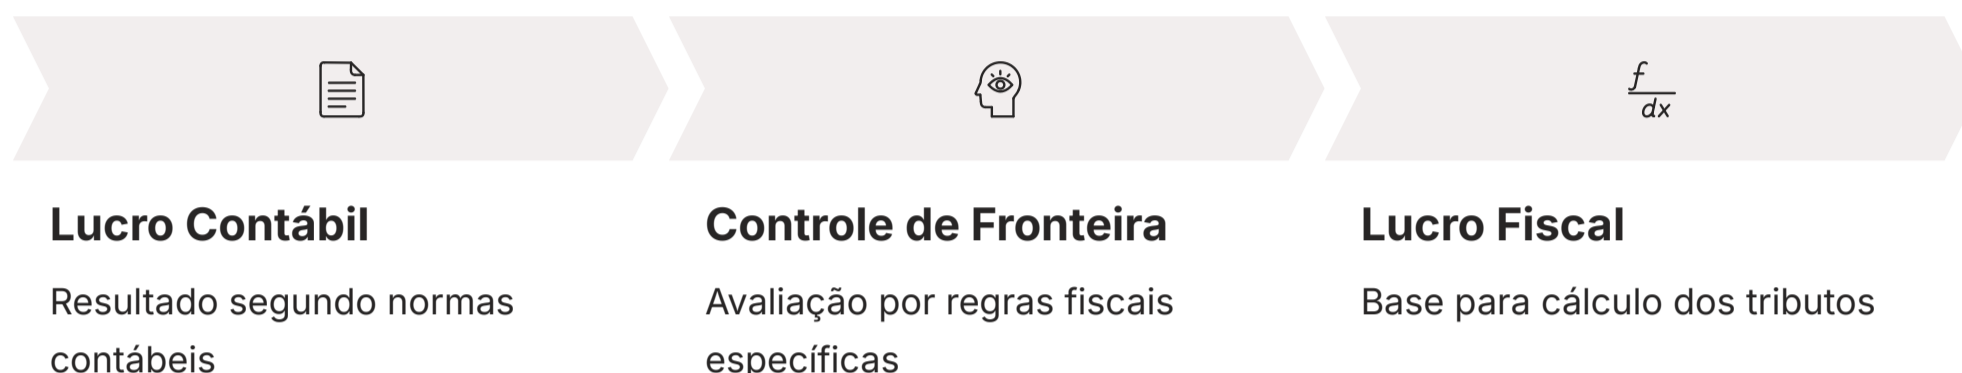 f
dx
Lucro Contábil
Resultado segundo normas
contábeis
Controle de Fronteira
Avaliação por regras fiscais
específicas
Lucro Fiscal
Base para cálculo dos tributos